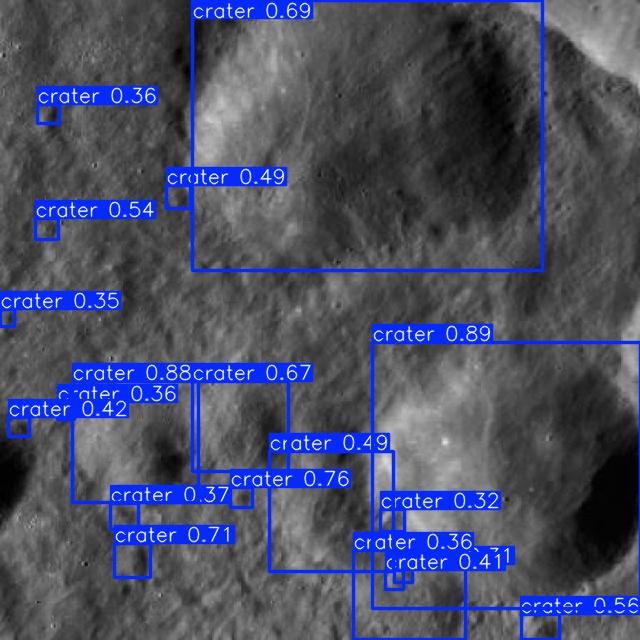 crater 0.69
crater 0.36
crater 0.49
crater 0.54
crater 0.35
crater 0.89
crater 0.88
crater 0.67
crater 0.36
crater 0.42
crater 0.49
crater 0.76
crater 0.37
crater 0.32
crater 0.71
crater 0.36
crater 0.41
crater 0.56